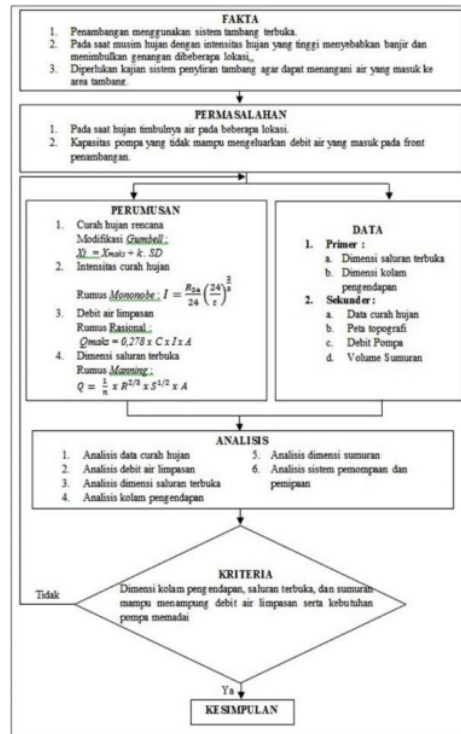 FAKTA
1. Penambangan menggunakan sistem tambang terbuka.
2. Pada saat musim hujan dengan intensitas hujan yang tinggi menyebabkan banjir dan
menimbulkan genangan dibeberapa lokasi,.
3. Diperlukan kajian sistem penyliran tambang agar dapat menangani air yang masuk ke
area tambang.
PERMASALAHAN
1. Pada saat hujan timbulnya air pada beberapa lokasi.
2. Kapasitas pompa yang tidak mampu mengeluarkan debit air yang masuk pada front
penambangan.
PERUMUSAN
1. Curah hujan rencana
Modifikasi Gumbell :
Xt = Xmaks + k . SD
2. Intensitas curah hujan
Rumus Mononobe : I = R24/24 (24/t)^2/3
3. Debit air limpasan
Rumus Rasional :
Qmaks = 0,278 x C x I x A
4. Dimensi saluran terbuka
Rumus Manning :
Q = 1/n x R^2/3 x S^1/2 x A
DATA
1. Primer :
a. Dimensi saluran terbuka
b. Dimensi kolam
pengendapan
2. Sekunder :
a. Data curah hujan
b. Peta topografi
c. Debit Pompa
d. Volume Sumuran
ANALISIS
1. Analisis data curah hujan
2. Analisis debit air limpasan
3. Analisis dimensi saluran terbuka
4. Analisis kolam pengendapan
5. Analisis dimensi sumuran
6. Analisis sistem pemompaan dan
pemipaan
KRITERIA
Dimensi kolam pengendapan, saluran terbuka, dan sumuran
mampu menampung debit air limpasan serta kebutuhan
pompa memadai
Tidak
Ya
KESIMPULAN